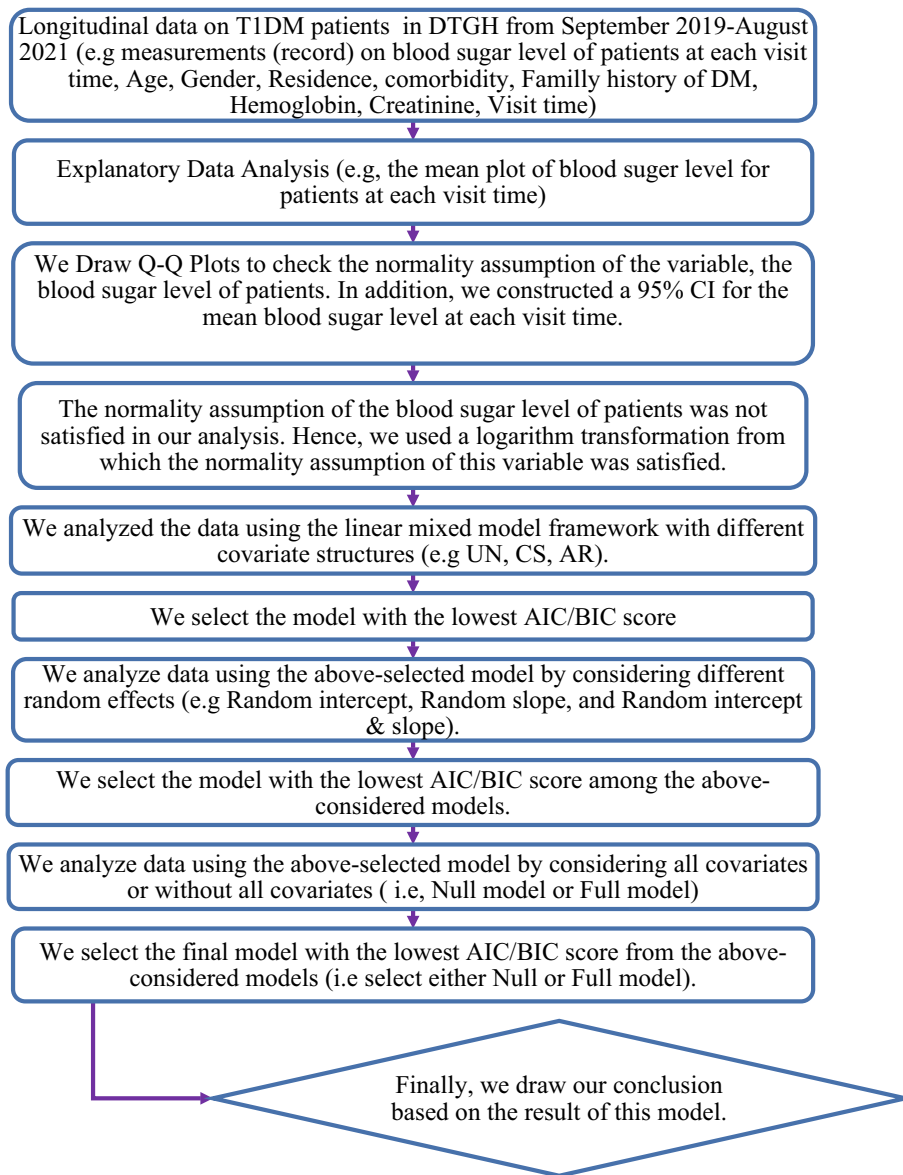 Longitudinal data on T1DM patients in DTGH from September 2019-August
2021 (e.g measurements (record) on blood sugar level of patients at each visit
time, Age, Gender, Residence, comorbidity, Familly history of DM,
Hemoglobin, Creatinine, Visit time)
Explanatory Data Analysis (e.g, the mean plot of blood suger level for
patients at each visit time)
We Draw Q-Q Plots to check the normality assumption of the variable, the
blood sugar level of patients. In addition, we constructed a 95% CI for the
mean blood sugar level at each visit time.
The normality assumption of the blood sugar level of patients was not
satisfied in our analysis. Hence, we used a logarithm transformation from
which the normality assumption of this variable was satisfied.
We analyzed the data using the linear mixed model framework with different
covariate structures (e.g UN, CS, AR).
We select the model with the lowest AIC/BIC score
We analyze data using the above-selected model by considering different
random effects (e.g Random intercept, Random slope, and Random intercept
& slope).
We select the model with the lowest AIC/BIC score among the above-
considered models.
We analyze data using the above-selected model by considering all covariates
or without all covariates ( i.e, Null model or Full model)
We select the final model with the lowest AIC/BIC score from the above-
considered models (i.e select either Null or Full model).
Finally, we draw our conclusion
based on the result of this model.